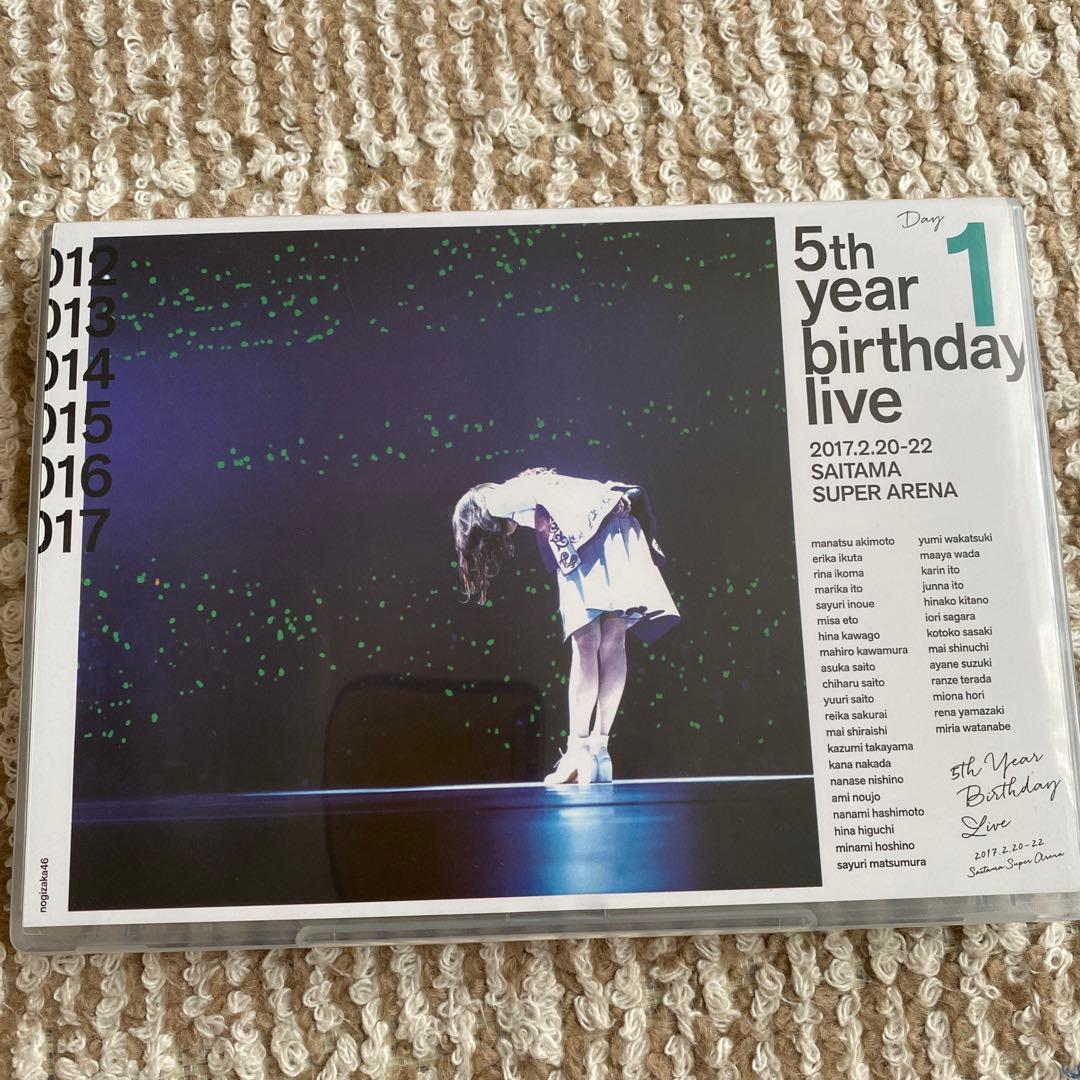 012
013
014
015
016
017
nogizaka46
Day 1
5th
year
birthday
live
2017.2.20-22
SAITAMA
SUPER ARENA
manatsu akimoto
erika ikuta
rina ikoma
marika ito
sayuri inoue
misa eto
hina kawago
mahiro kawamura
asuka saito
chiharu saito
yuuri saito
reika sakurai
mai shiraishi
kazumi takayama
kana nakada
nanase nishino
ami noujo
nanami hashimoto
hina higuchi
minami hoshino
sayuri matsumura
yumi wakatsuki
maaya wada
karin ito
junna ito
hinako kitano
iori sagara
kotoko sasaki
mai shinuchi
ayane suzuki
ranze terada
miona hori
rena yamazaki
miria watanabe
5th Year
Birthday
Live
2017.2.20-22
Saitama Super Arena